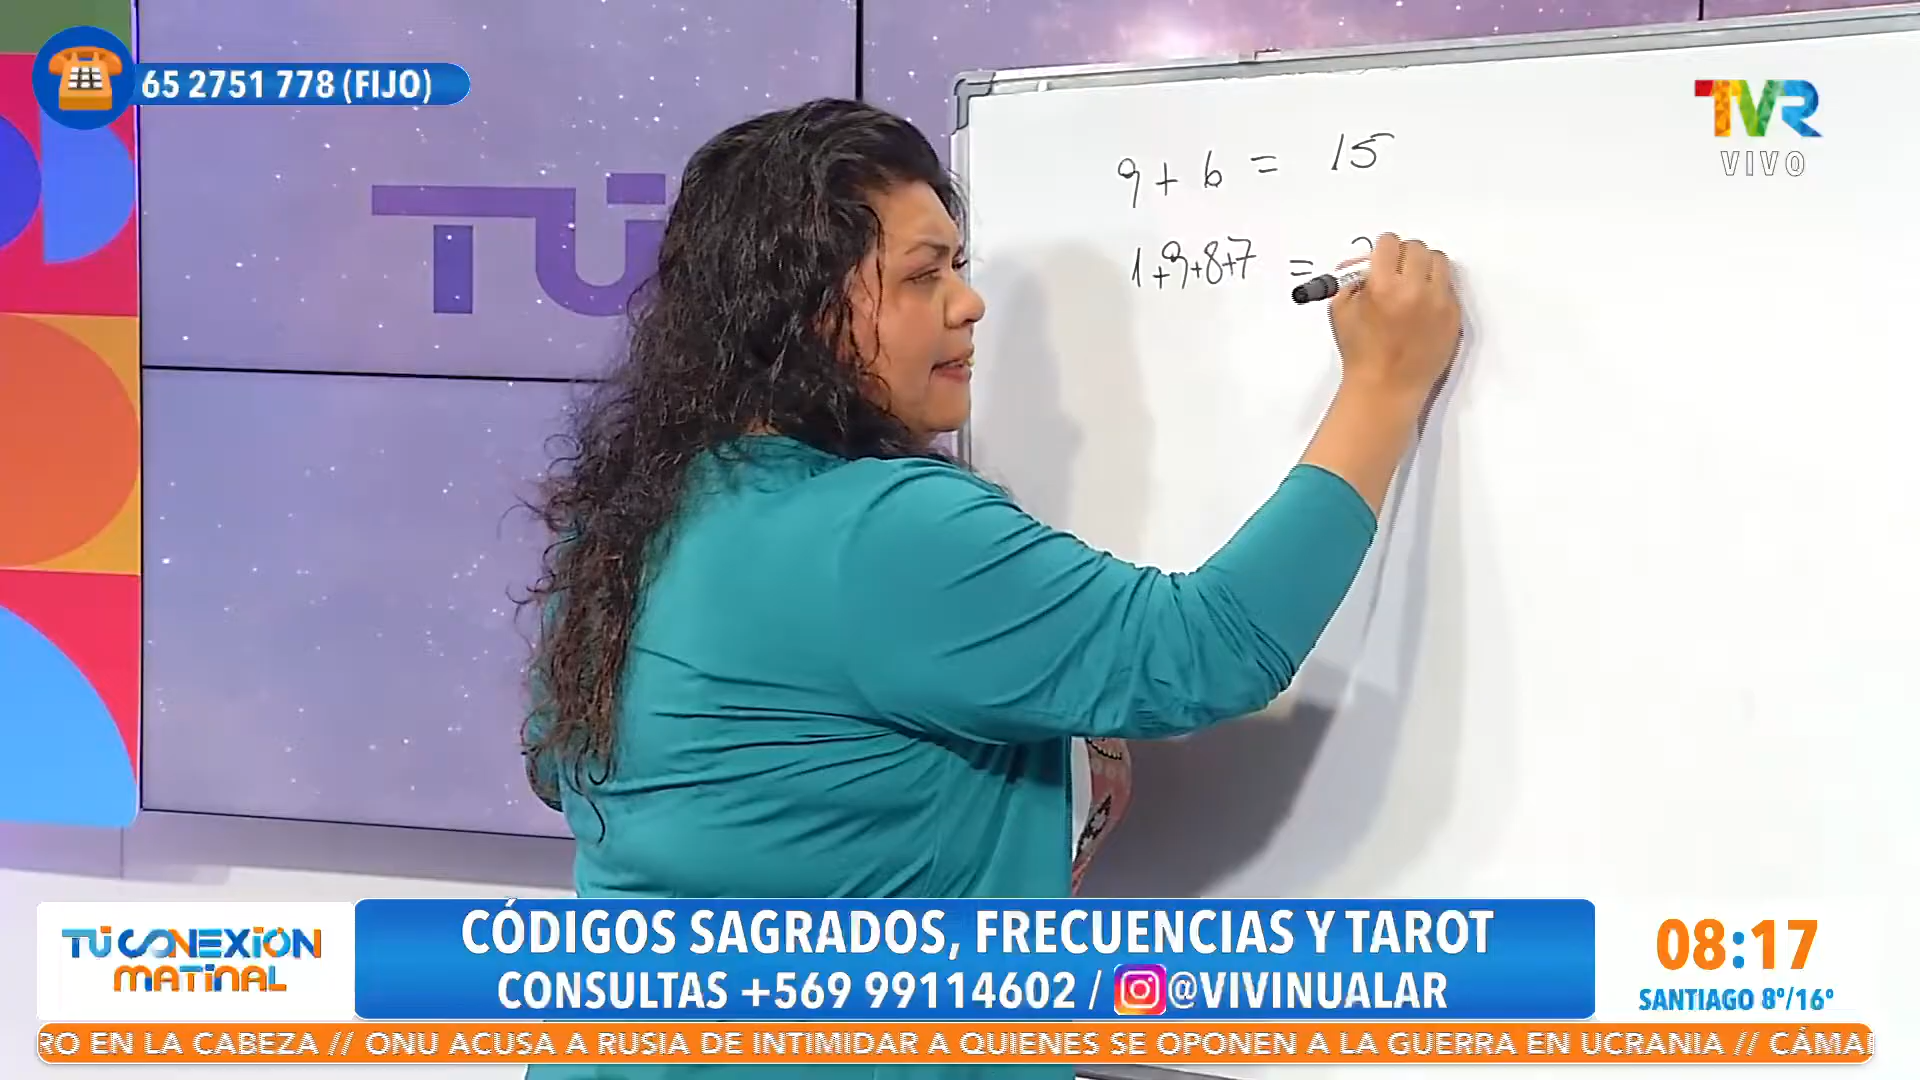 65 2751 778 (FIJO)
TVR
VIVO
TÚ
9 + 6 = 15
1+9+8+7 = 2
CÓDIGOS SAGRADOS, FRECUENCIAS Y TAROT
CONSULTAS +569 99114602 / @VIVINUALAR
TÚ CONEXIÓN
MATINAL
08:17
SANTIAGO 8°/16°
RO EN LA CABEZA // ONU ACUSA A RUSIA DE INTIMIDAR A QUIENES SE OPONEN A LA GUERRA EN UCRANIA // CÁMA